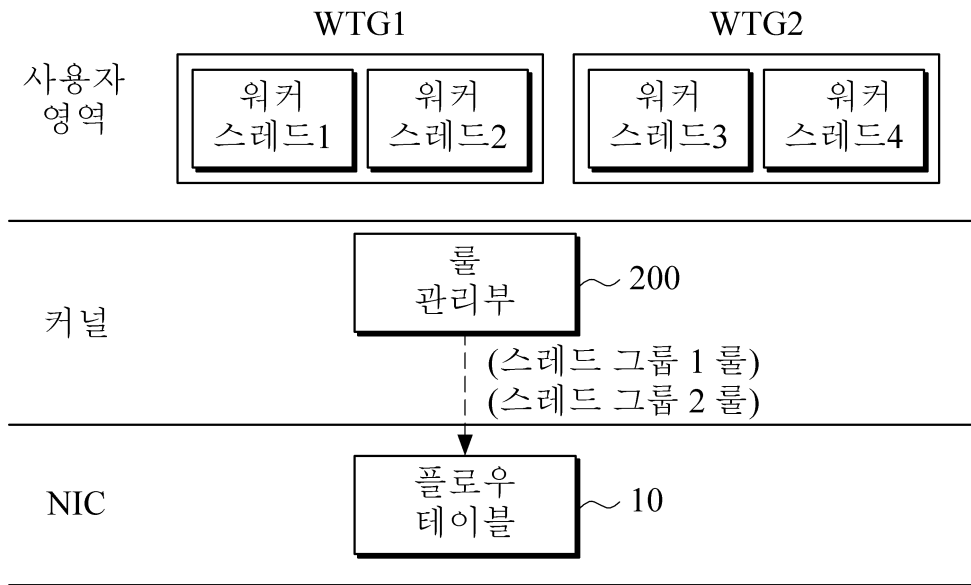 WTG1
WTG2
사용자
영역
워커
스레드1
워커
스레드2
워커
스레드3
워커
스레드4
커널
룰
관리부
200
(스레드 그룹 1 룰)
(스레드 그룹 2 룰)
NIC
플로우
테이블
10